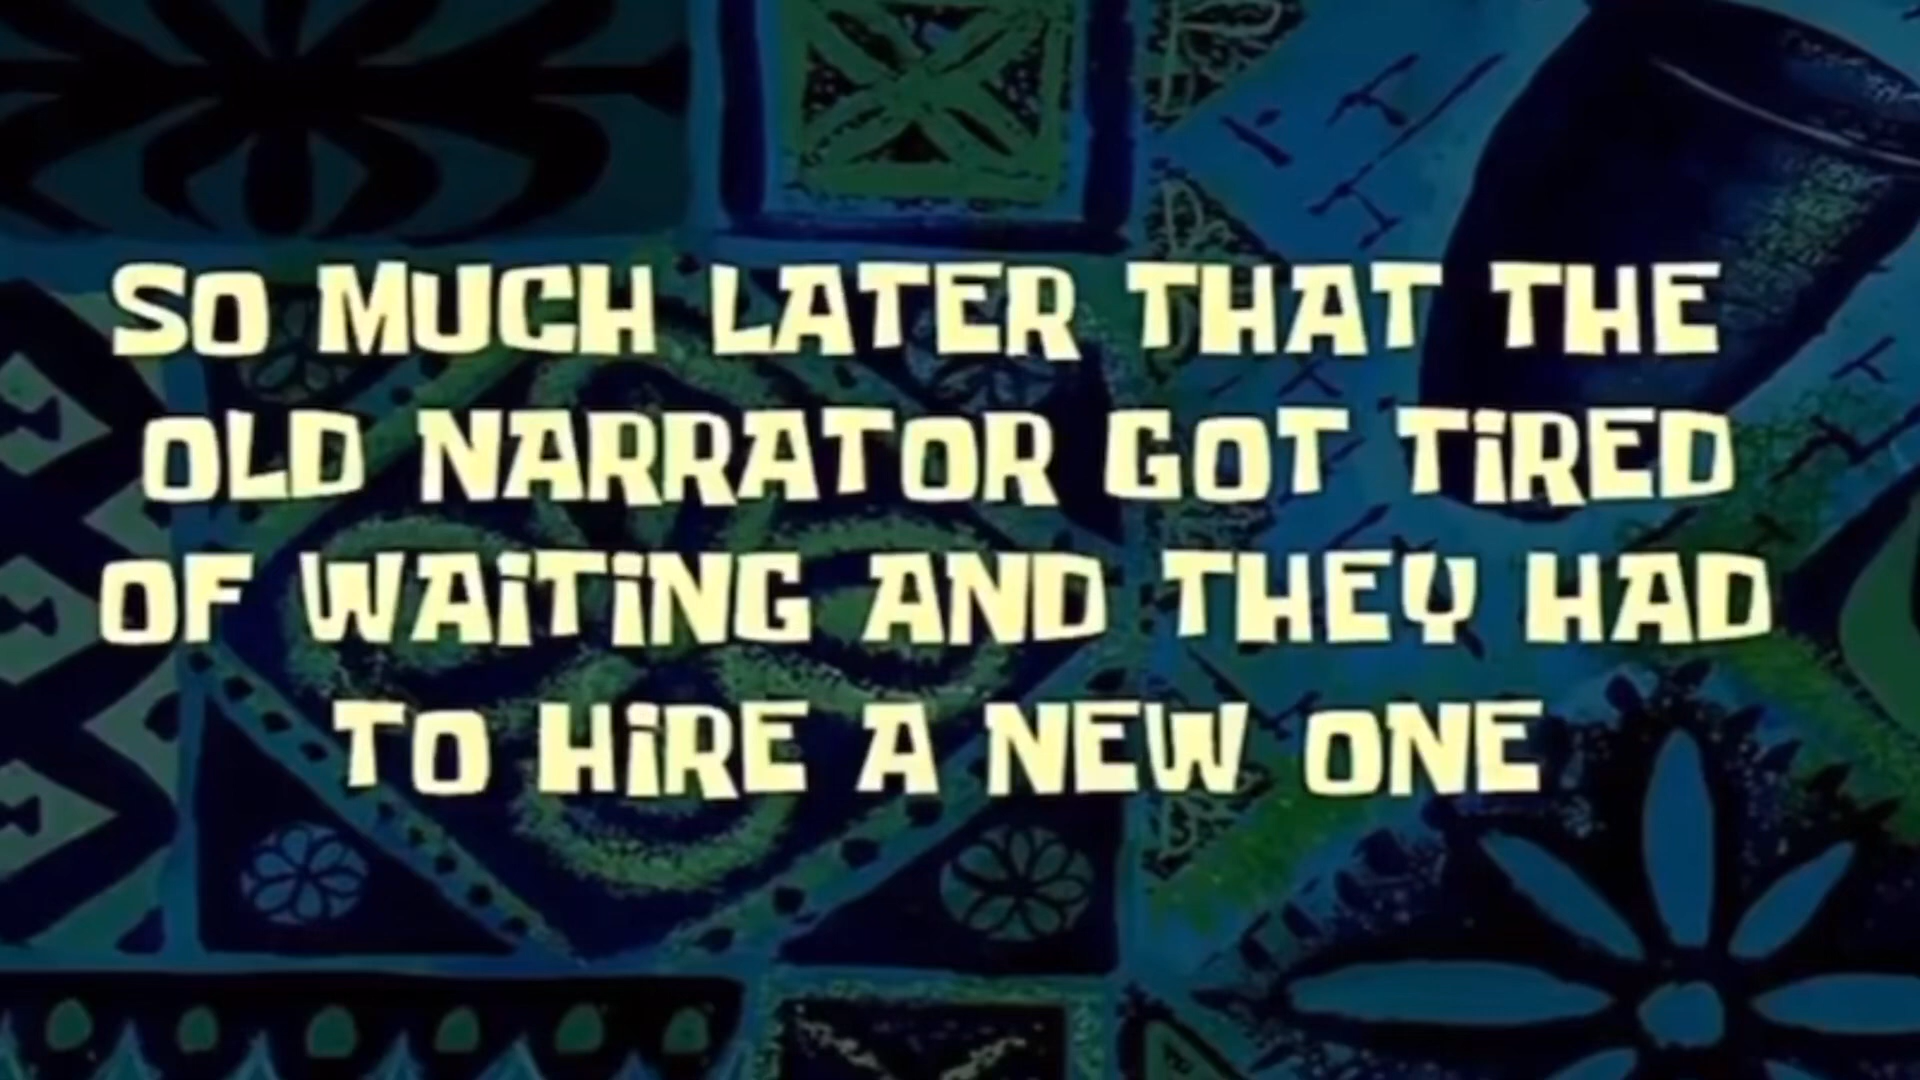 SO MUCH LATER THAT THE
OLD NARRATOR GOT TIRED
OF WAITING AND THEY HAD
TO HIRE A NEW ONE